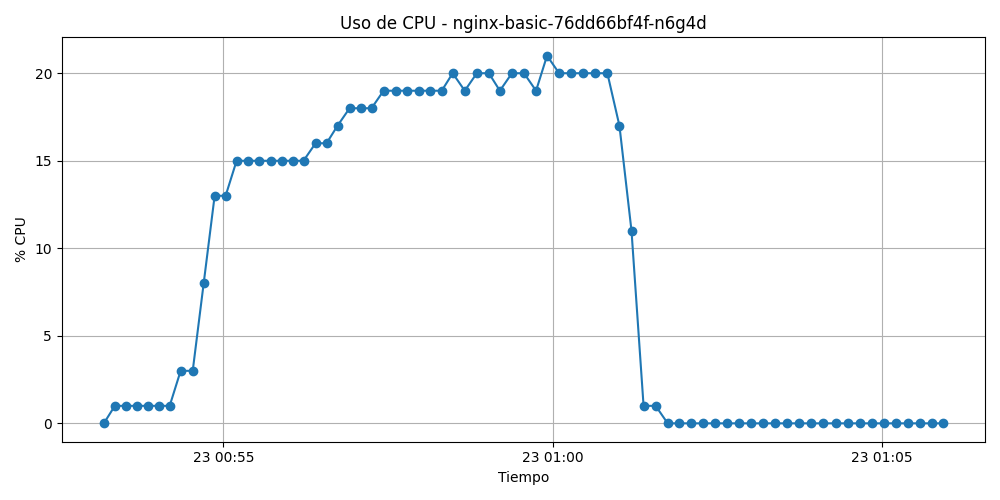 Uso de CPU - nginx-basic-76dd66bf4f-n6g4d
% CPU
20
15
10
5
0
23 00:55
23 01:00
23 01:05
Tiempo